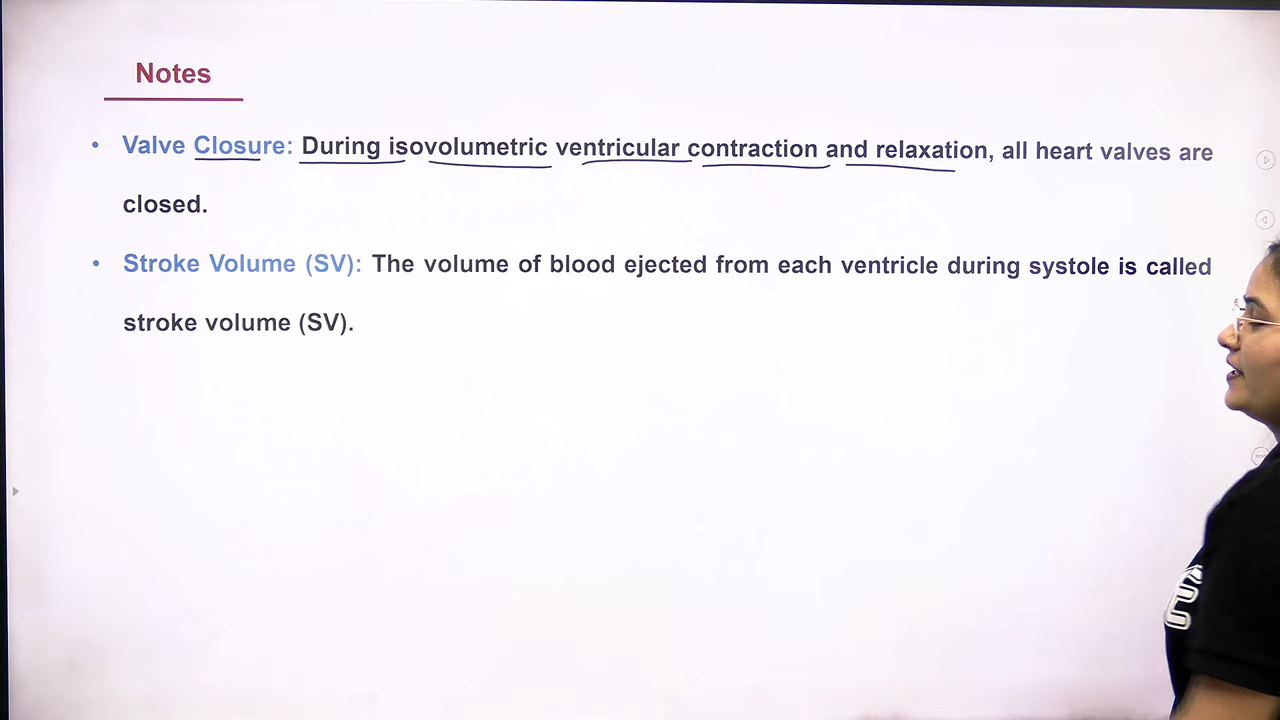 Notes
• Valve Closure: During isovolumetric ventricular contraction and relaxation, all heart valves are
closed.
• Stroke Volume (SV): The volume of blood ejected from each ventricle during systole is called
stroke volume (SV).